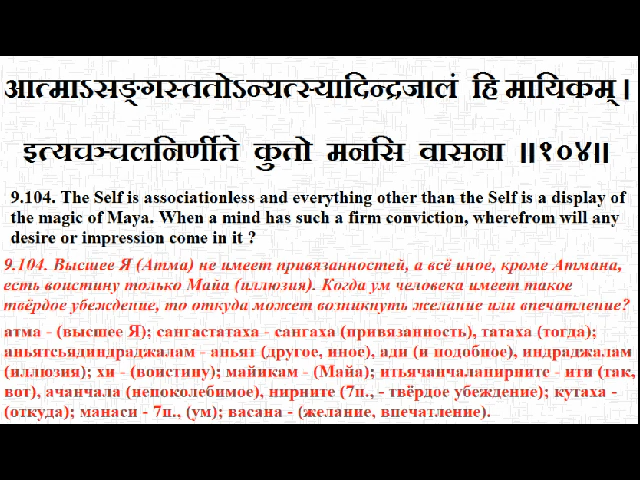 आत्माऽसङ्गस्ततोऽन्यत्स्यादिन्द्रजालं हि मायिकम् ।
इत्यचञ्चलनिर्णीते कुतो मनसि वासना ॥१०४॥
9.104. The Self is associationless and everything other than the Self is a display of
the magic of Maya. When a mind has such a firm conviction, wherefrom will any
desire or impression come in it ?
9.104. Высшее Я (Атма) не имеет привязанностей, а всё иное, кроме Атмана,
есть воистину только Майа (иллюзия). Когда ум человека имеет такое
твёрдое убеждение, то откуда может возникнуть желание или впечатление?
атма - (высшее Я); сангастатаха - сангаха (привязанность), татаха (тогда);
аньятсьядиндраджалам - аньят (другое, иное), ади (и подобное), индраджалам
(иллюзия); хи - (воистину); майикам - (Майа); итьячанчаланирните - ити (так,
вот), ачанчала (непоколебимое), нирните (7п., - твёрдое убеждение); кутаха -
(откуда); манаси - 7п., (ум); васана - (желание, впечатление).